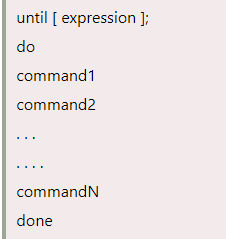 until [ expression ];
do
command1
command2
. . .
. . . .
commandN
done